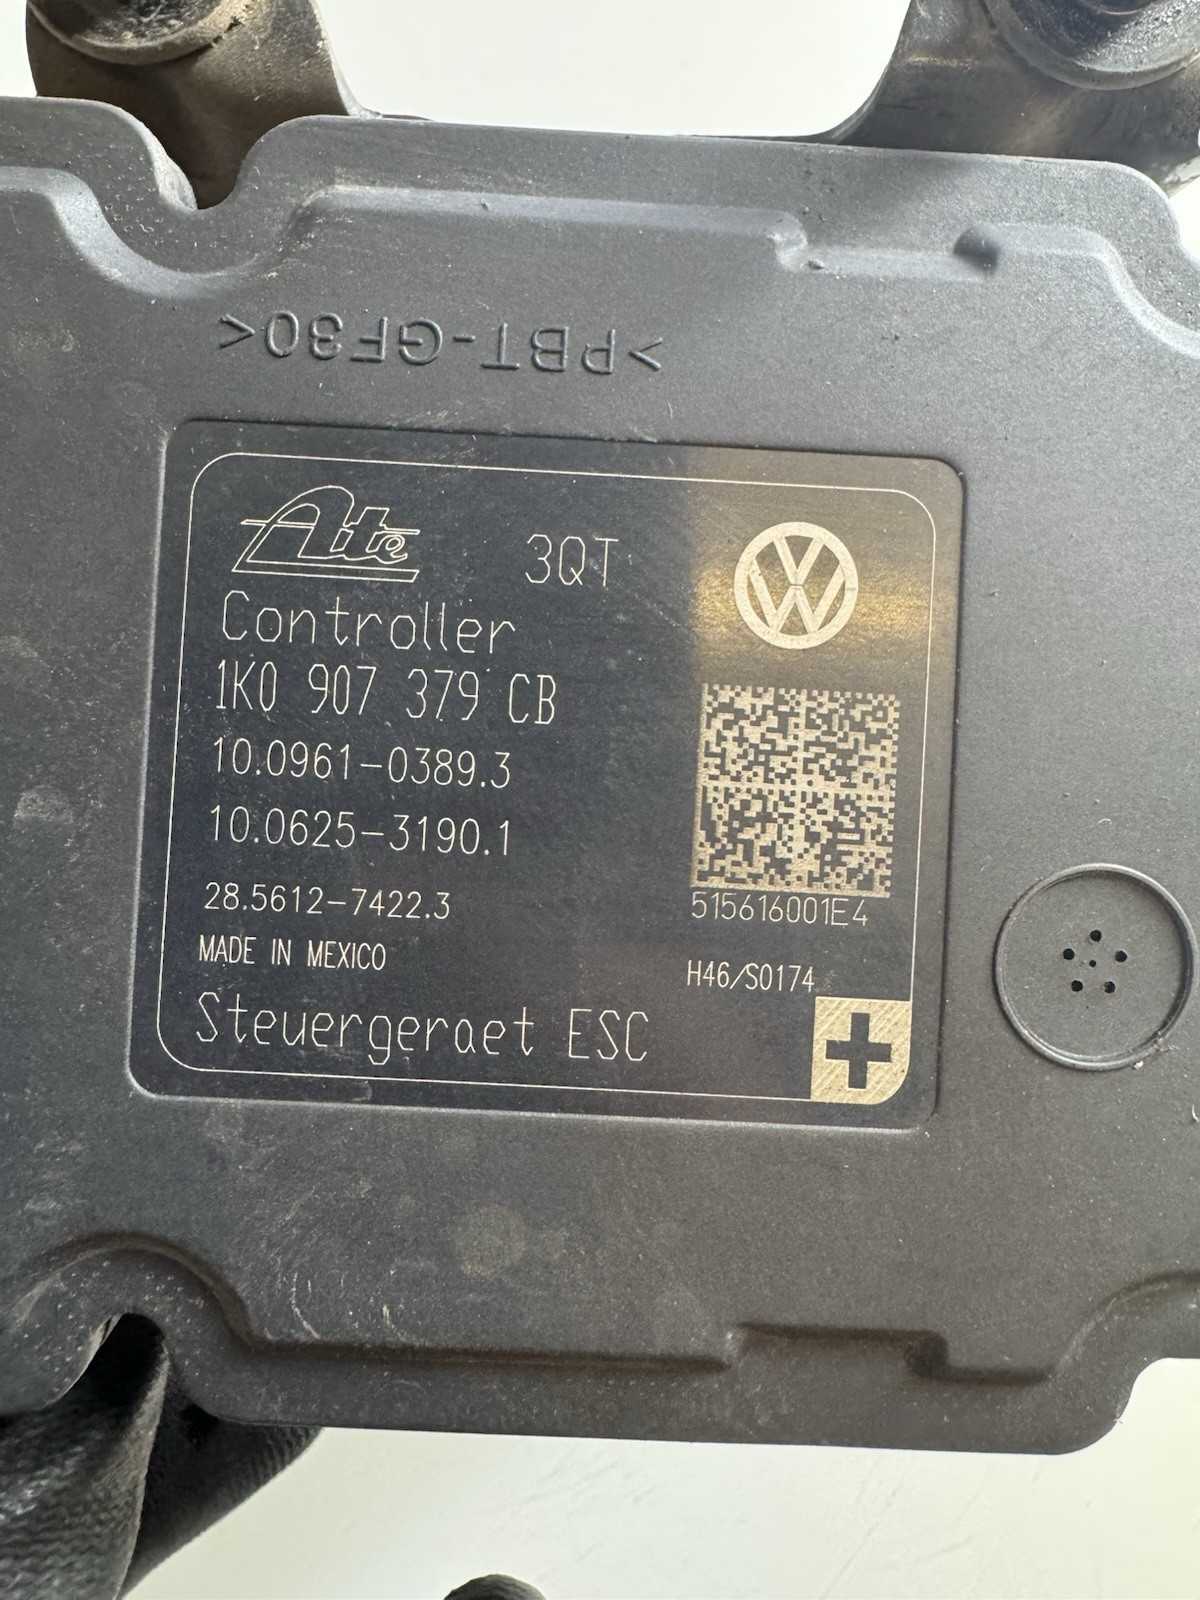 >PBT-GF30<
Ate
3QT
Controller
1K0 907 379 CB
10.0961-0389.3
10.0625-3190.1
28.5612-7422.3
515616001E4
MADE IN MEXICO
H46/S0174
Steuergeraet ESC